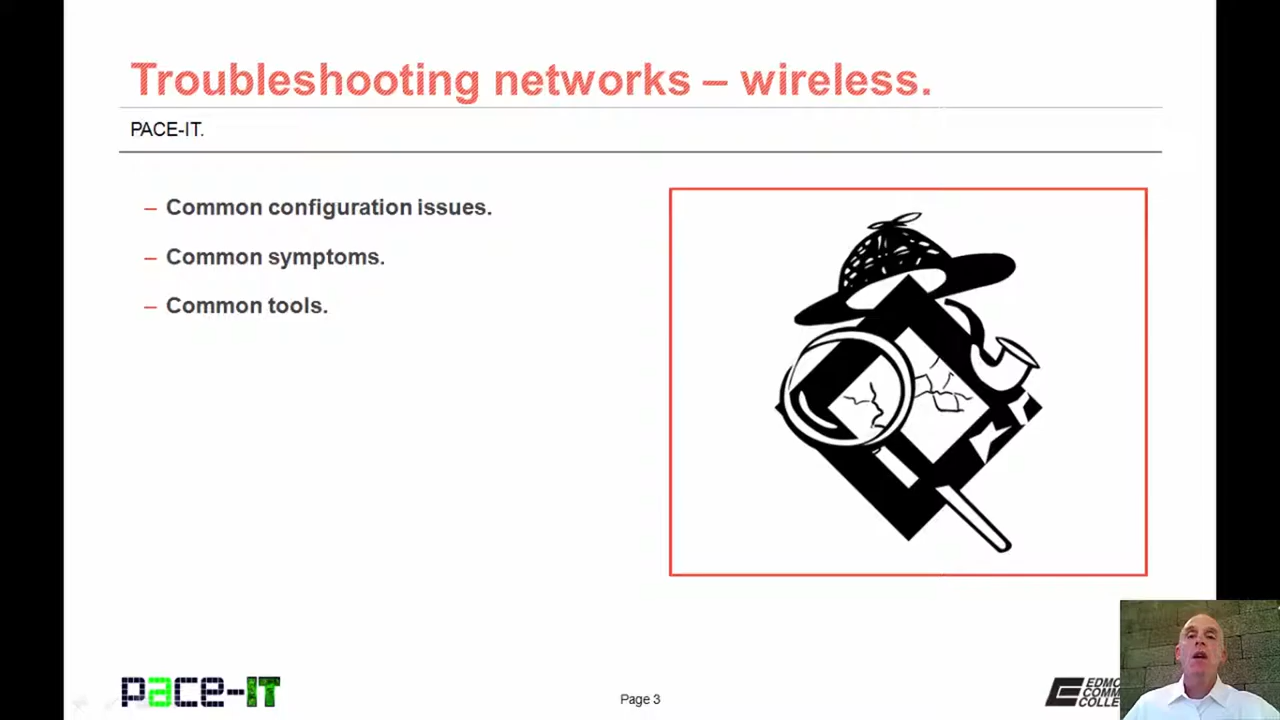 Troubleshooting networks – wireless.
PACE-IT.
– Common configuration issues.
– Common symptoms.
– Common tools.
pace-IT
Page 3